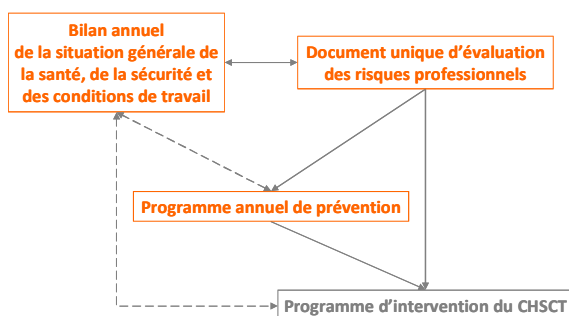 Bilan annuel
de la situation générale de
la santé, de la sécurité et
des conditions de travail
Document unique d’évaluation
des risques professionnels
Programme annuel de prévention
Programme d’intervention du CHSCT